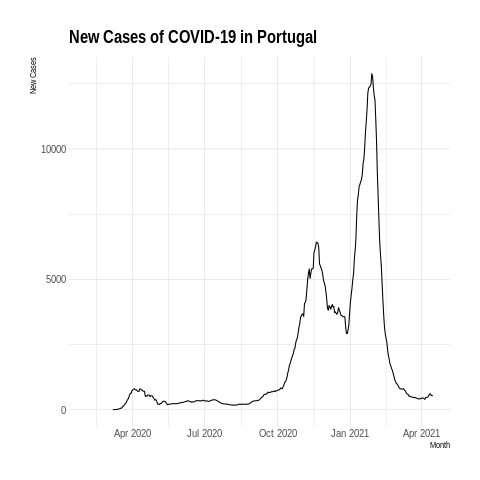 New Cases of COVID-19 in Portugal
New Cases
10000
5000
0
Apr 2020 Jul 2020 Oct 2020 Jan 2021 Apr 2021
Month